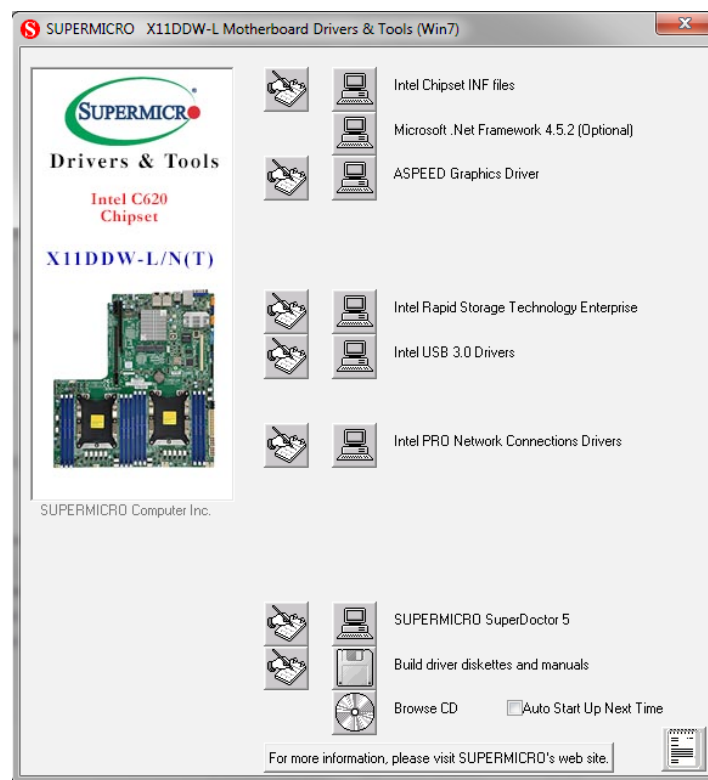 SUPERMICRO X11DDW-L Motherboard Drivers & Tools (Win7)
SUPERMICRO
Drivers & Tools
Intel C620
Chipset
X11DDW-L/N(T)
SUPERMICRO Computer Inc.
Intel Chipset INF files
Microsoft .Net Framework 4.5.2 (Optional)
ASPEED Graphics Driver
Intel Rapid Storage Technology Enterprise
Intel USB 3.0 Drivers
Intel PRO Network Connections Drivers
SUPERMICRO SuperDoctor 5
Build driver diskettes and manuals
Browse CD Auto Start Up Next Time
For more information, please visit SUPERMICRO's web site.